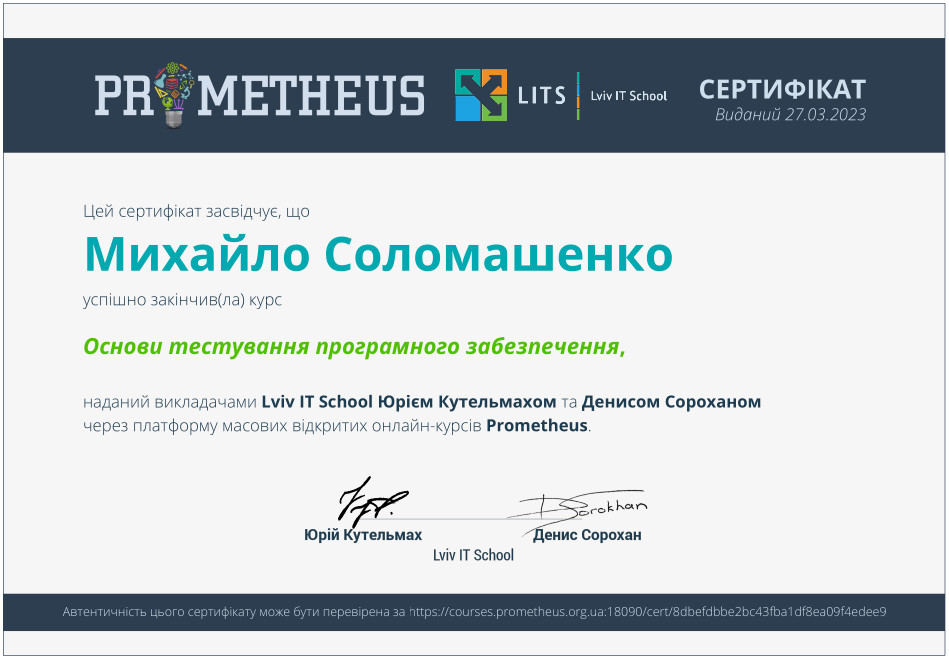 PROMETHEUS
LITS
Lviv IT School
СЕРТИФІКАТ
Виданий 27.03.2023
Цей сертифікат засвідчує, що
Михайло Соломашенко
успішно закінчив(ла) курс
Основи тестування програмного забезпечення,
наданий викладачами Lviv IT School Юрієм Кутельмахом та Денисом Сороханом
через платформу масових відкритих онлайн-курсів Prometheus.
DSorokhan
Юрій Кутельмах
Денис Сорохан
Lviv IT School
Автентичність цього сертифікату може бути перевірена за https://courses.prometheus.org.ua:18090/cert/8dbefdbbe2bc43fba1df8ea09f4edee9